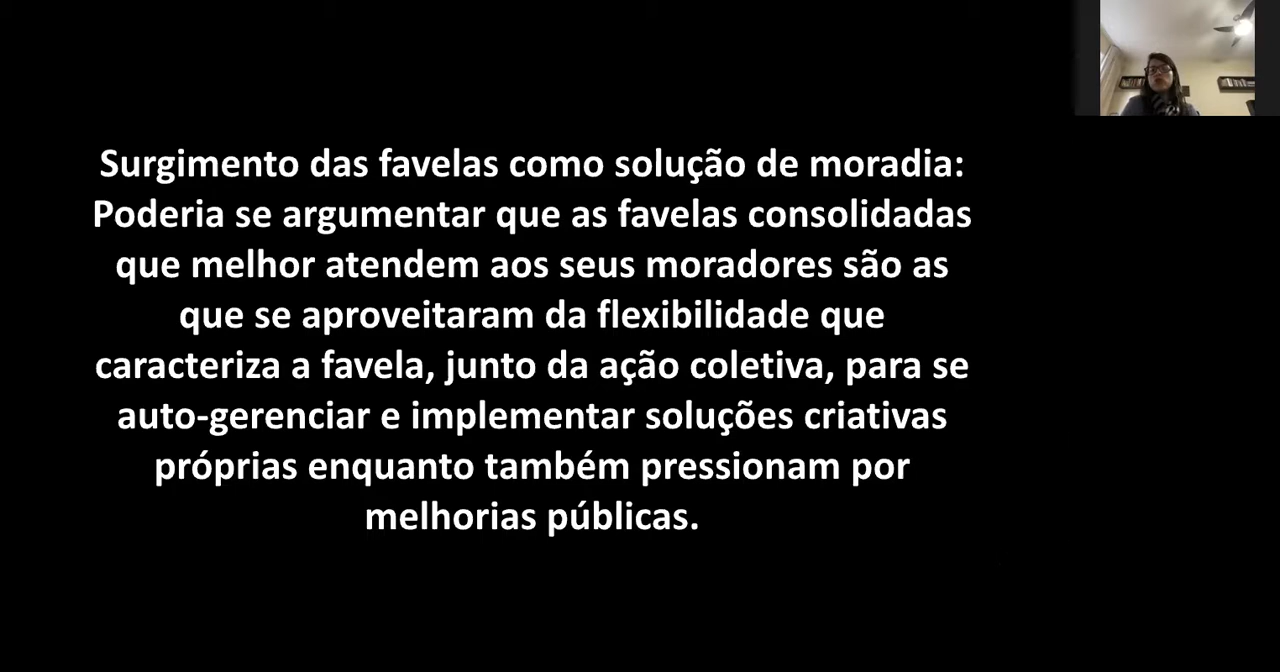 Surgimento das favelas como solução de moradia:
Poderia se argumentar que as favelas consolidadas
que melhor atendem aos seus moradores são as
que se aproveitaram da flexibilidade que
caracteriza a favela, junto da ação coletiva, para se
auto-gerenciar e implementar soluções criativas
próprias enquanto também pressionam por
melhorias públicas.